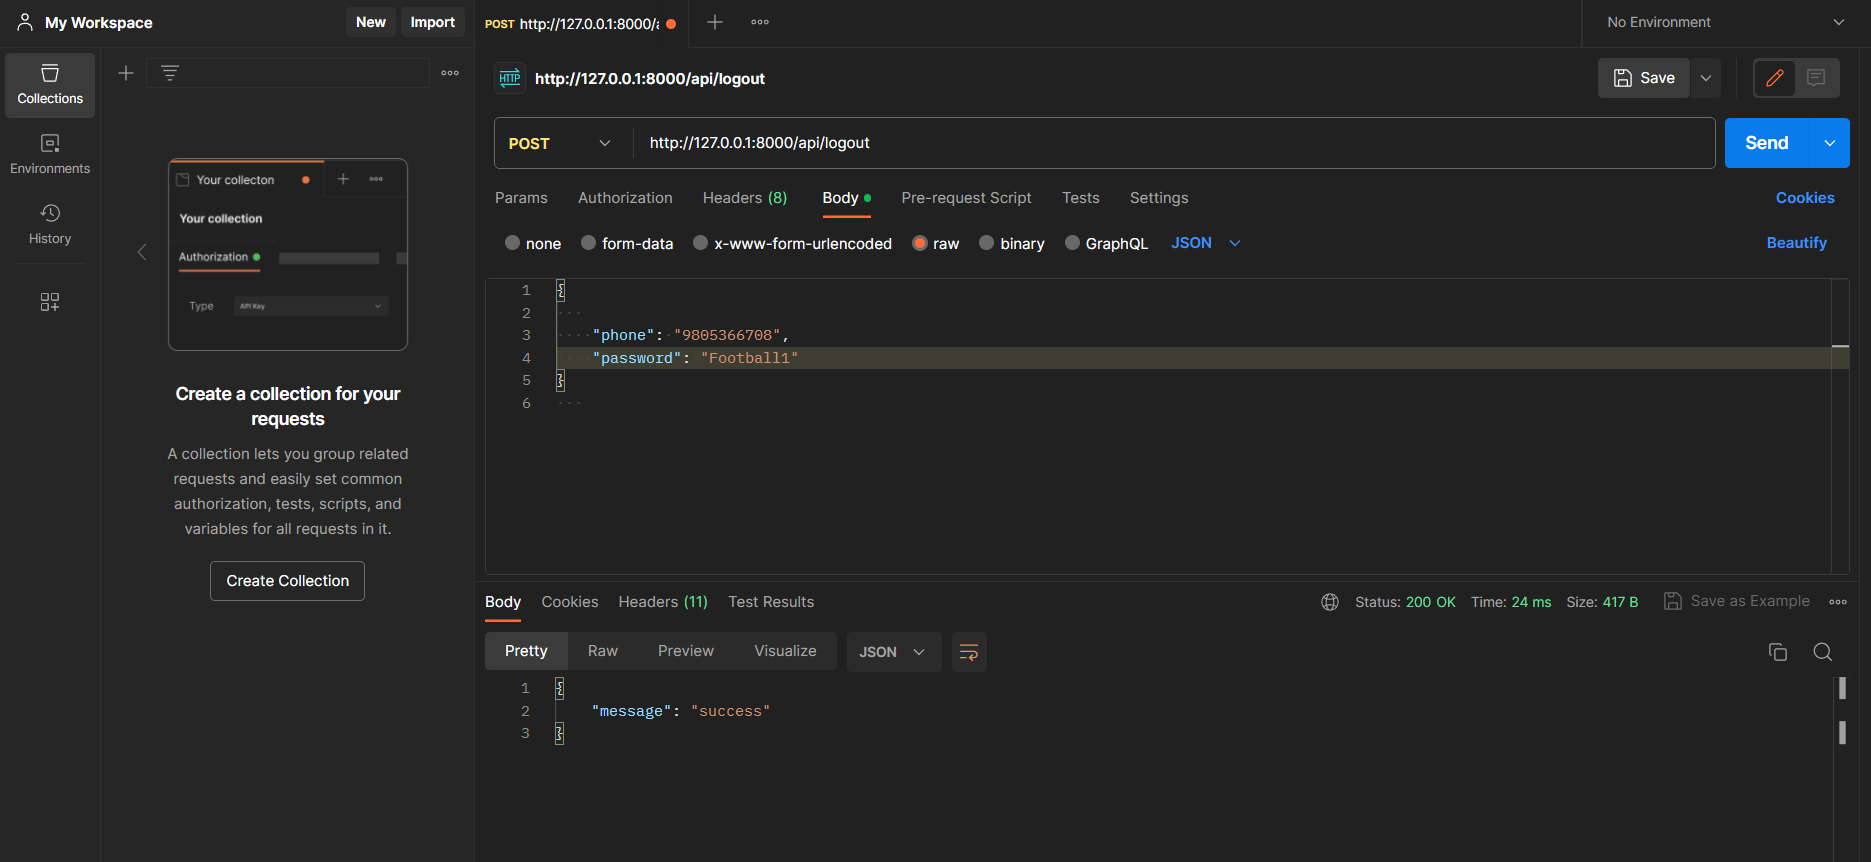 My Workspace
New
Import
POST http://127.0.0.1:8000/a
No Environment
Collections
Environments
History
Your collecton
Your collection
Authorization
Type
API Key
Create a collection for your
requests
A collection lets you group related
requests and easily set common
authorization, tests, scripts, and
variables for all requests in it.
Create Collection
HTTP
http://127.0.0.1:8000/api/logout
Save
POST
http://127.0.0.1:8000/api/logout
Send
Params
Authorization
Headers (8)
Body
Pre-request Script
Tests
Settings
Cookies
none
form-data
x-www-form-urlencoded
raw
binary
GraphQL
JSON
Beautify
1 {
2
3 "phone": "9805366708",
4 "password": "Football1"
5 }
6
Body
Cookies
Headers (11)
Test Results
Status: 200 OK
Time: 24 ms
Size: 417 B
Save as Example
Pretty
Raw
Preview
Visualize
JSON
1 {
2 "message": "success"
3 }